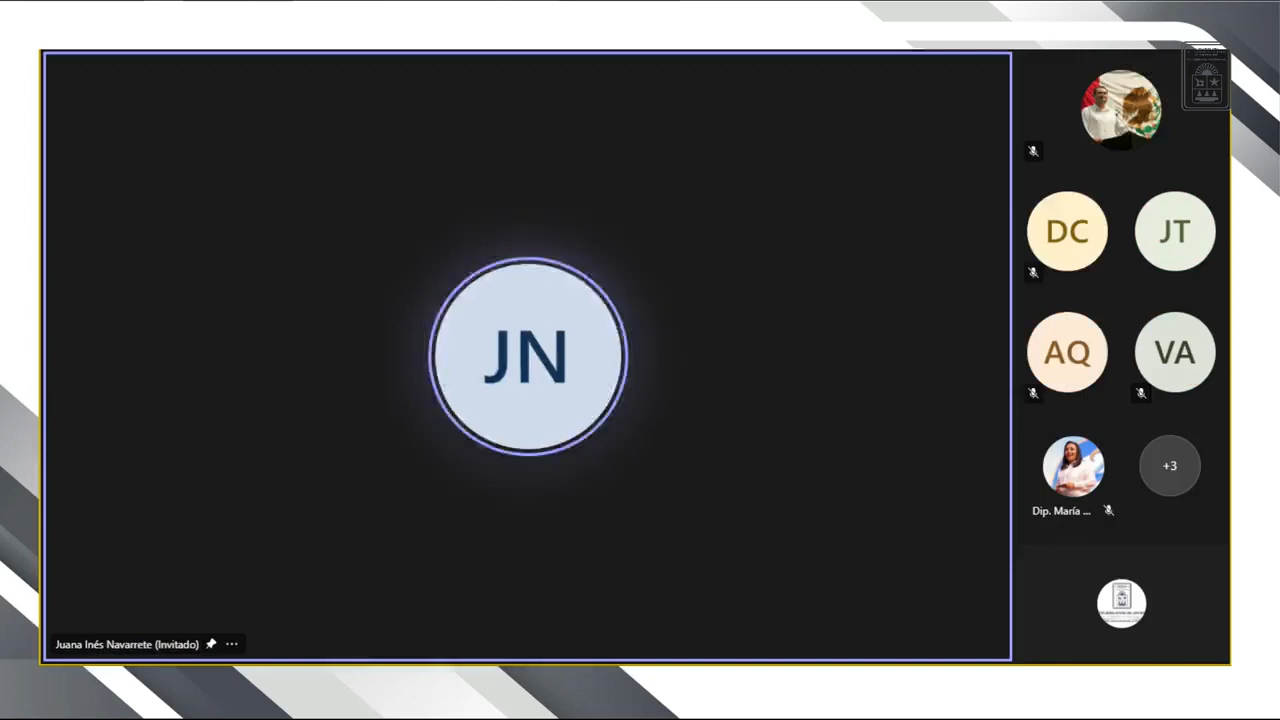 DC
JT
JN
AQ
VA
+3
Dip. María ...
Juana Inés Navarrete (Invitado)